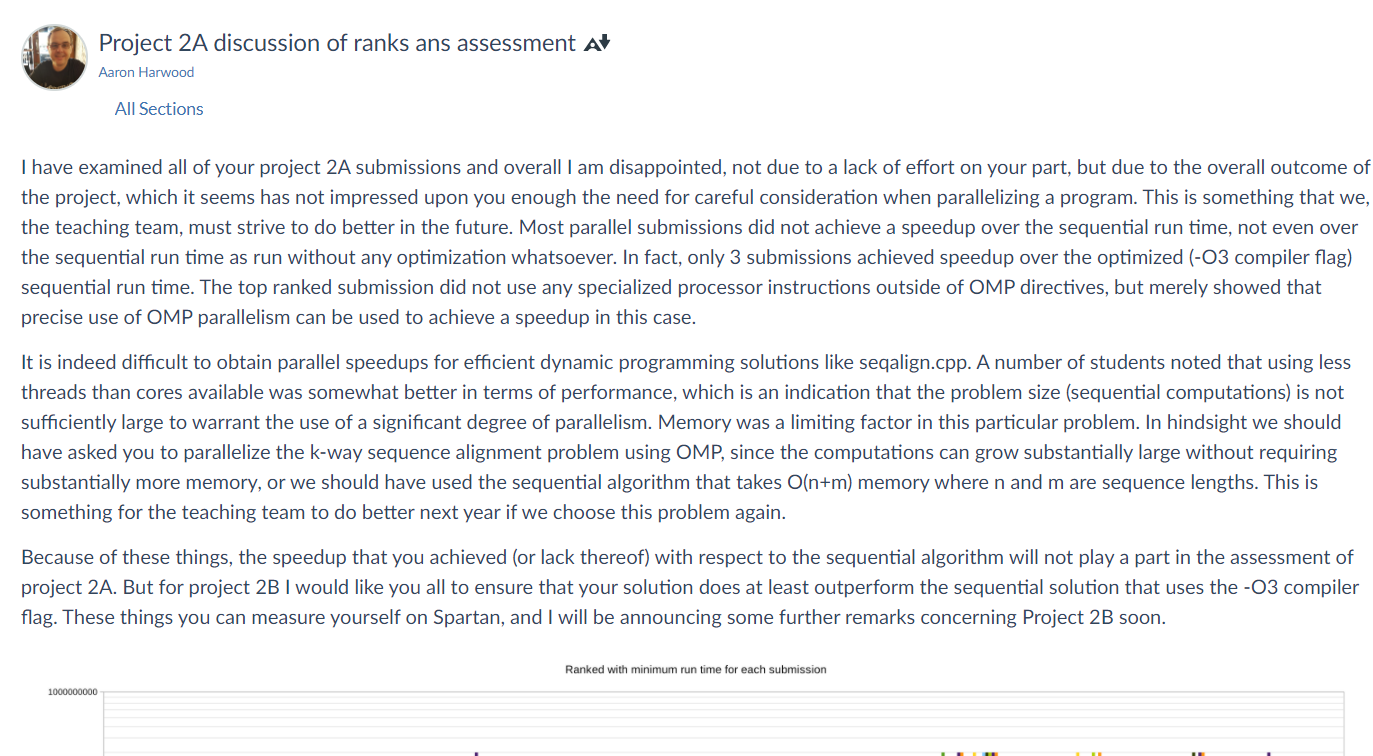 Project 2A discussion of ranks ans assessment
Aaron Harwood
All Sections
I have examined all of your project 2A submissions and overall I am disappointed, not due to a lack of effort on your part, but due to the overall outcome of
the project, which it seems has not impressed upon you enough the need for careful consideration when parallelizing a program. This is something that we,
the teaching team, must strive to do better in the future. Most parallel submissions did not achieve a speedup over the sequential run time, not even over
the sequential run time as run without any optimization whatsoever. In fact, only 3 submissions achieved speedup over the optimized (-O3 compiler flag)
sequential run time. The top ranked submission did not use any specialized processor instructions outside of OMP directives, but merely showed that
precise use of OMP parallelism can be used to achieve a speedup in this case.
It is indeed difficult to obtain parallel speedups for efficient dynamic programming solutions like seqalign.cpp. A number of students noted that using less
threads than cores available was somewhat better in terms of performance, which is an indication that the problem size (sequential computations) is not
sufficiently large to warrant the use of a significant degree of parallelism. Memory was a limiting factor in this particular problem. In hindsight we should
have asked you to parallelize the k-way sequence alignment problem using OMP, since the computations can grow substantially large without requiring
substantially more memory, or we should have used the sequential algorithm that takes O(n+m) memory where n and m are sequence lengths. This is
something for the teaching team to do better next year if we choose this problem again.
Because of these things, the speedup that you achieved (or lack thereof) with respect to the sequential algorithm will not play a part in the assessment of
project 2A. But for project 2B I would like you all to ensure that your solution does at least outperform the sequential solution that uses the -O3 compiler
flag. These things you can measure yourself on Spartan, and I will be announcing some further remarks concerning Project 2B soon.
Ranked with minimum run time for each submission
1000000000